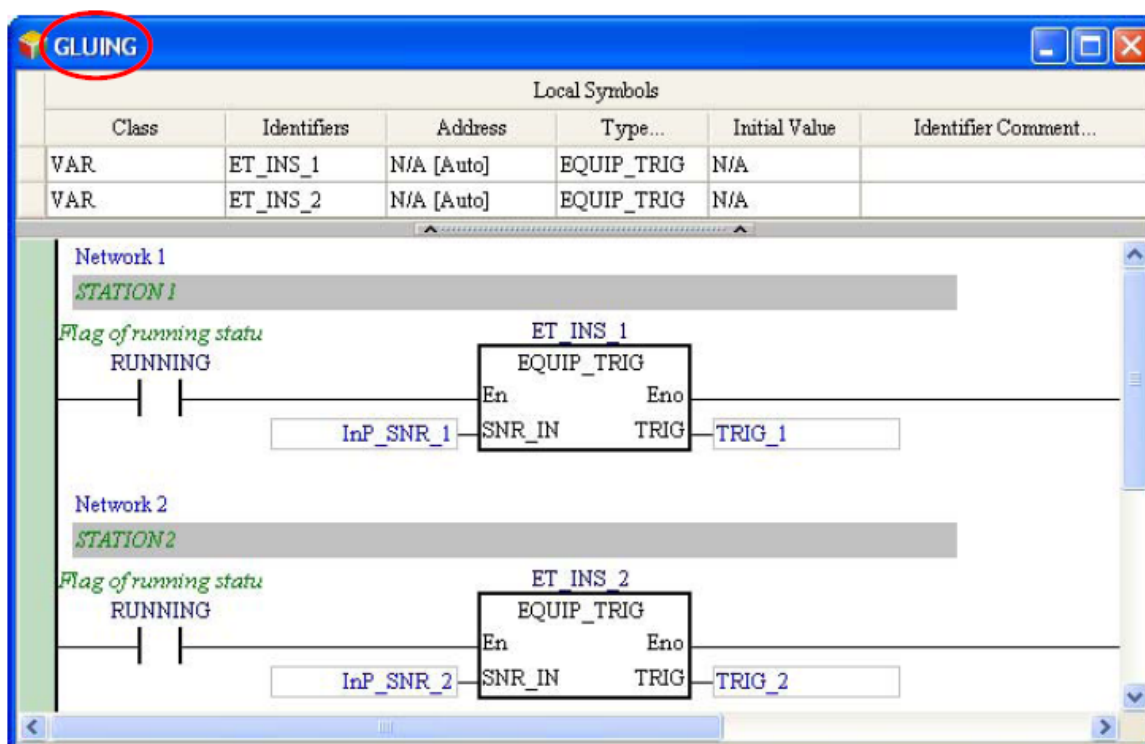 GLUING
Local Symbols
Class Identifiers Address Type... Initial Value Identifier Comment...
VAR ET_INS_1 N/A [Auto] EQUIP_TRIG N/A
VAR ET_INS_2 N/A [Auto] EQUIP_TRIG N/A
Network 1
STATION 1
Flag of running statu
ET_INS_1
RUNNING EQUIP_TRIG
En Eno
InP_SNR_1 SNR_IN TRIG TRIG_1
Network 2
STATION2
Flag of running statu
ET_INS_2
RUNNING EQUIP_TRIG
En Eno
InP_SNR_2 SNR_IN TRIG TRIG_2